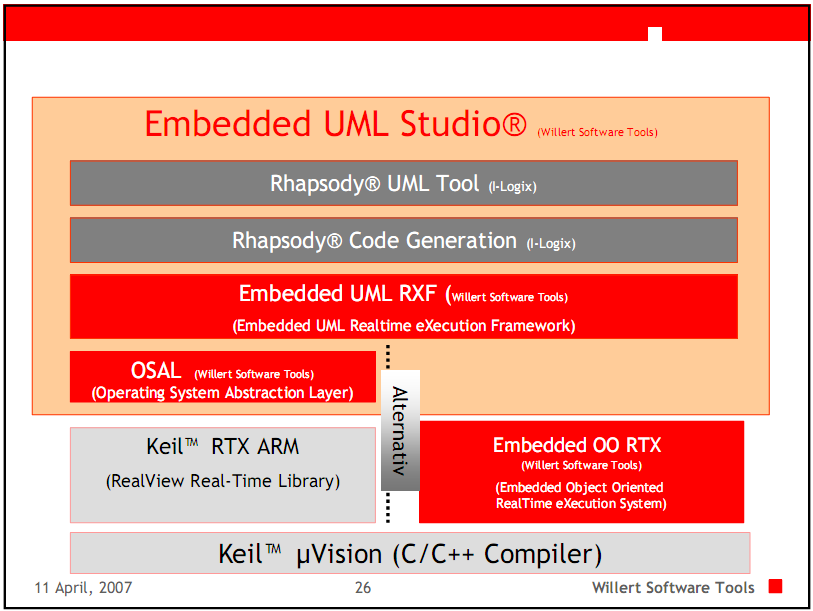 Embedded UML Studio® (Willert Software Tools)
Rhapsody® UML Tool (I-Logix)
Rhapsody® Code Generation (I-Logix)
Embedded UML RXF (Willert Software Tools)
(Embedded UML Realtime eXecution Framework)
OSAL (Willert Software Tools)
(Operating System Abstraction Layer)
Alternativ
Keil™ RTX ARM
(RealView Real-Time Library)
Embedded OO RTX
(Willert Software Tools)
(Embedded Object Oriented
RealTime eXecution System)
Keil™ µVision (C/C++ Compiler)
11 April, 2007
26
Willert Software Tools